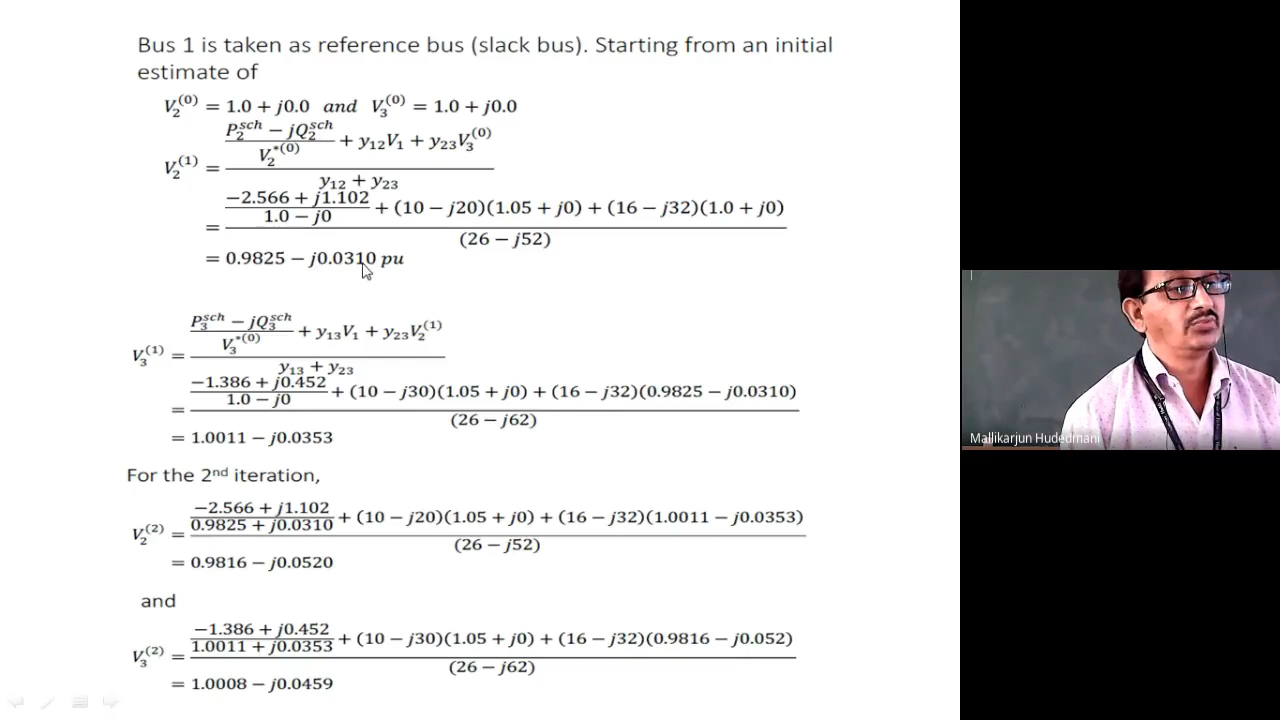 Bus 1 is taken as reference bus (slack bus). Starting from an initial
estimate of
V₂⁽⁰⁾ = 1.0 + j0.0 and V₃⁽⁰⁾ = 1.0 + j0.0
V₂⁽¹⁾ = ((P₂ˢᶜʰ − jQ₂ˢᶜʰ)/V₂*⁽⁰⁾ + y₁₂V₁ + y₂₃V₃⁽⁰⁾)/(y₁₂ + y₂₃)
= ((−2.566 + j1.102)/(1.0 − j0) + (10 − j20)(1.05 + j0) + (16 − j32)(1.0 + j0))/(26 − j52)
= 0.9825 − j0.0310 pu
V₃⁽¹⁾ = ((P₃ˢᶜʰ − jQ₃ˢᶜʰ)/V₃*⁽⁰⁾ + y₁₃V₁ + y₂₃V₂⁽¹⁾)/(y₁₃ + y₂₃)
= ((−1.386 + j0.452)/(1.0 − j0) + (10 − j30)(1.05 + j0) + (16 − j32)(0.9825 − j0.0310))/(26 − j62)
= 1.0011 − j0.0353
For the 2ⁿᵈ iteration,
V₂⁽²⁾ = ((−2.566 + j1.102)/(0.9825 + j0.0310) + (10 − j20)(1.05 + j0) + (16 − j32)(1.0011 − j0.0353))/(26 − j52)
= 0.9816 − j0.0520
and
V₃⁽²⁾ = ((−1.386 + j0.452)/(1.0011 + j0.0353) + (10 − j30)(1.05 + j0) + (16 − j32)(0.9816 − j0.052))/(26 − j62)
= 1.0008 − j0.0459
Mallikarjun Hudedmani